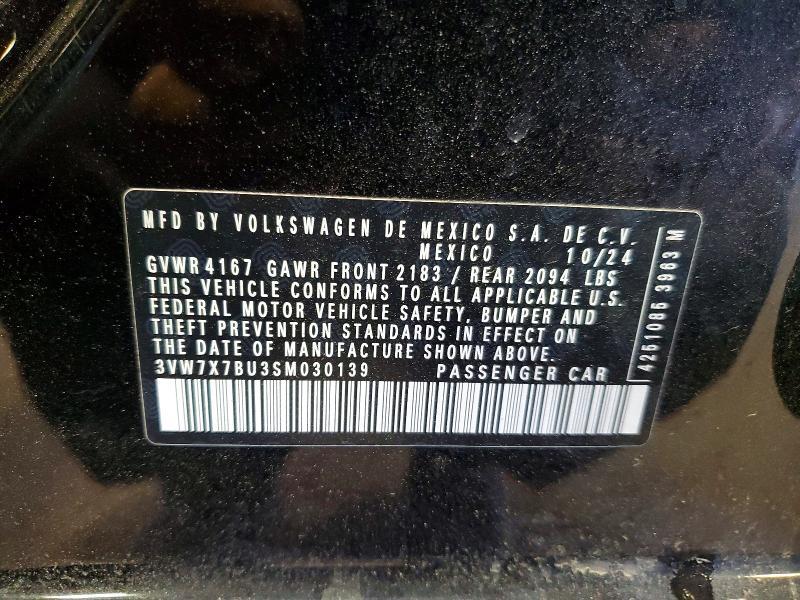 MFD BY VOLKSWAGEN DE MEXICO S.A. DE C.V.
MEXICO 10/24
GVWR 4167 GAWR FRONT 2183 / REAR 2094 LBS
THIS VEHICLE CONFORMS TO ALL APPLICABLE U.S.
FEDERAL MOTOR VEHICLE SAFETY, BUMPER AND
THEFT PREVENTION STANDARDS IN EFFECT ON
THE DATE OF MANUFACTURE SHOWN ABOVE.
3VW7X7BU3SM030139 PASSENGER CAR
4261086 3963 M